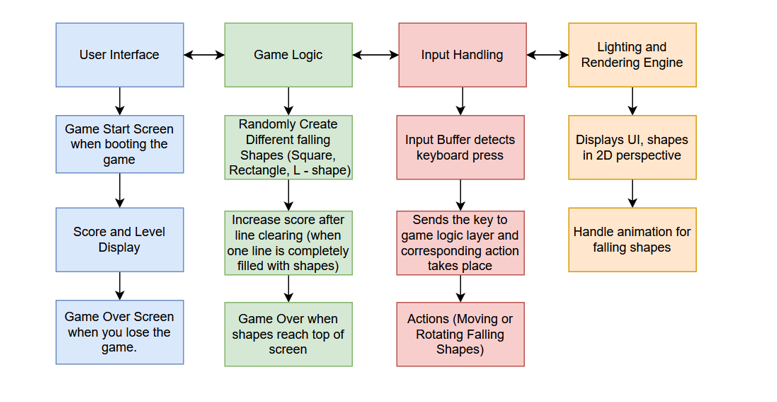 User Interface
Game Logic
Input Handling
Lighting and
Rendering Engine
Game Start Screen
when booting the
game
Randomly Create
Different falling
Shapes (Square,
Rectangle, L - shape)
Input Buffer detects
keyboard press
Displays UI, shapes
in 2D perspective
Score and Level
Display
Increase score after
line clearing (when
one line is completely
filled with shapes)
Sends the key to
game logic layer and
corresponding action
takes place
Handle animation for
falling shapes
Game Over Screen
when you lose the
game.
Game Over when
shapes reach top of
screen
Actions (Moving or
Rotating Falling
Shapes)